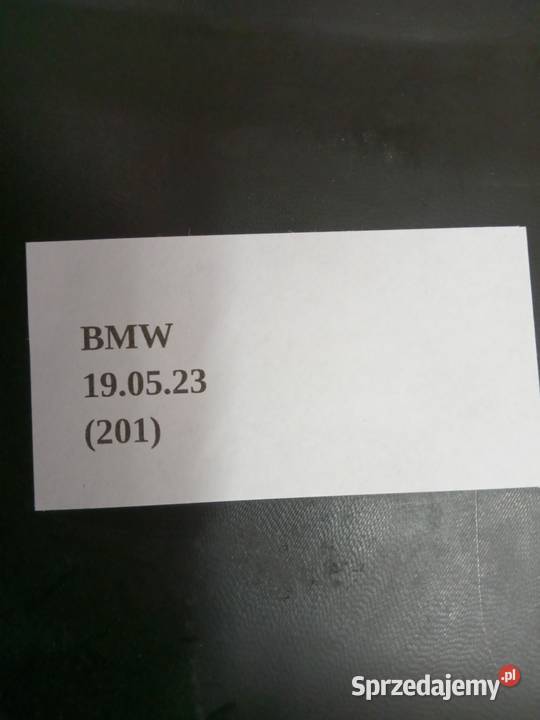 BMW
19.05.23
(201)
Sprzedajemy.pl